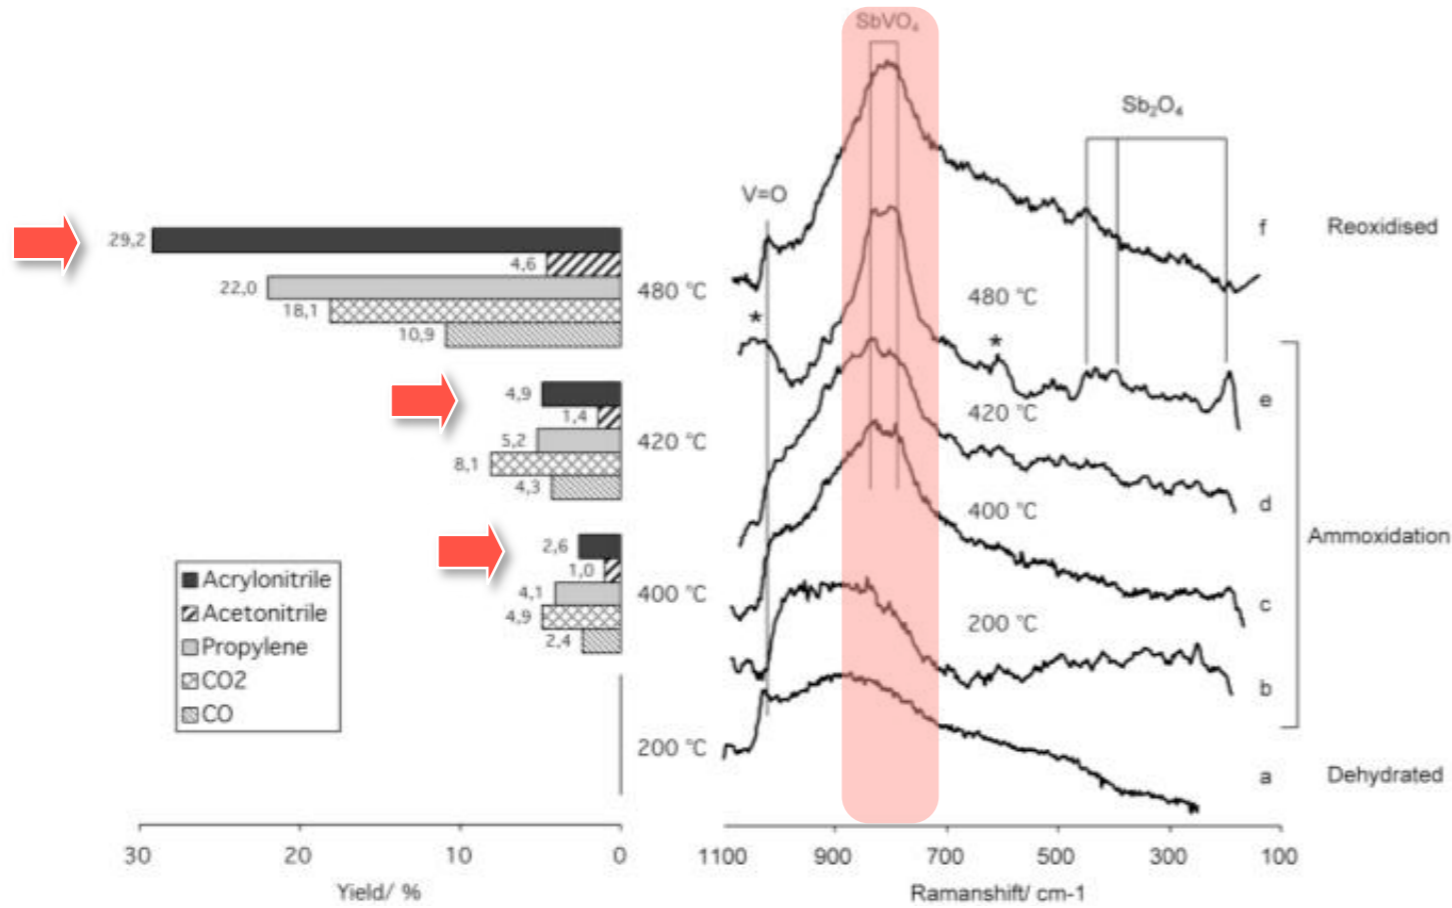 SbVO₄
Sb₂O₄
V=O
f
Reoxidised
29,2
4,6
480 °C
22,0
18,1
10,9
480 °C
*
*
e
4,9
1,4
420 °C
5,2
8,1
4,3
420 °C
d
400 °C
Ammoxidation
2,6
1,0
400 °C
4,1
4,9
2,4
c
200 °C
b
Acrylonitrile
Acetonitrile
Propylene
CO2
CO
200 °C
a
Dehydrated
30
20
10
0
Yield/ %
1100
900
700
500
300
100
Ramanshift/ cm-1